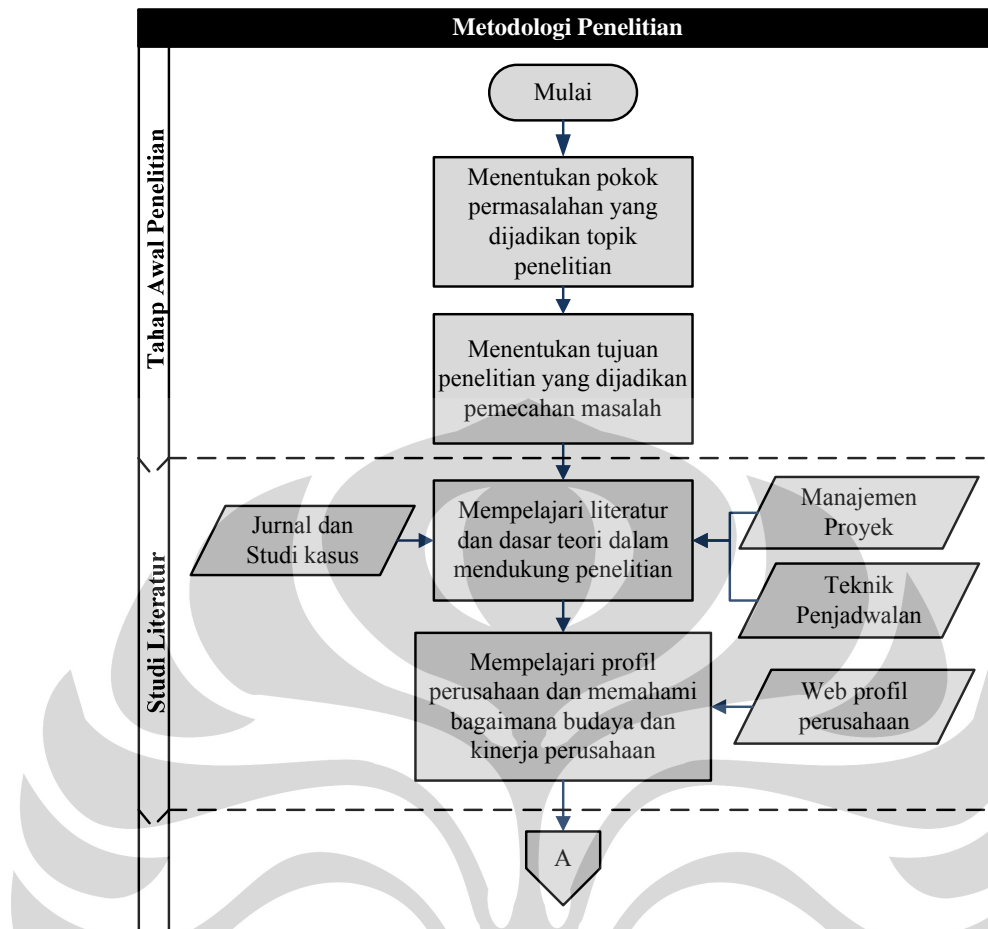 Metodologi Penelitian
Tahap Awal Penelitian
Mulai
Menentukan pokok
permasalahan yang
dijadikan topik
penelitian
Menentukan tujuan
penelitian yang dijadikan
pemecahan masalah
Studi Literatur
Jurnal dan
Studi kasus
Mempelajari literatur
dan dasar teori dalam
mendukung penelitian
Manajemen
Proyek
Teknik
Penjadwalan
Mempelajari profil
perusahaan dan memahami
bagaimana budaya dan
kinerja perusahaan
Web profil
perusahaan
A